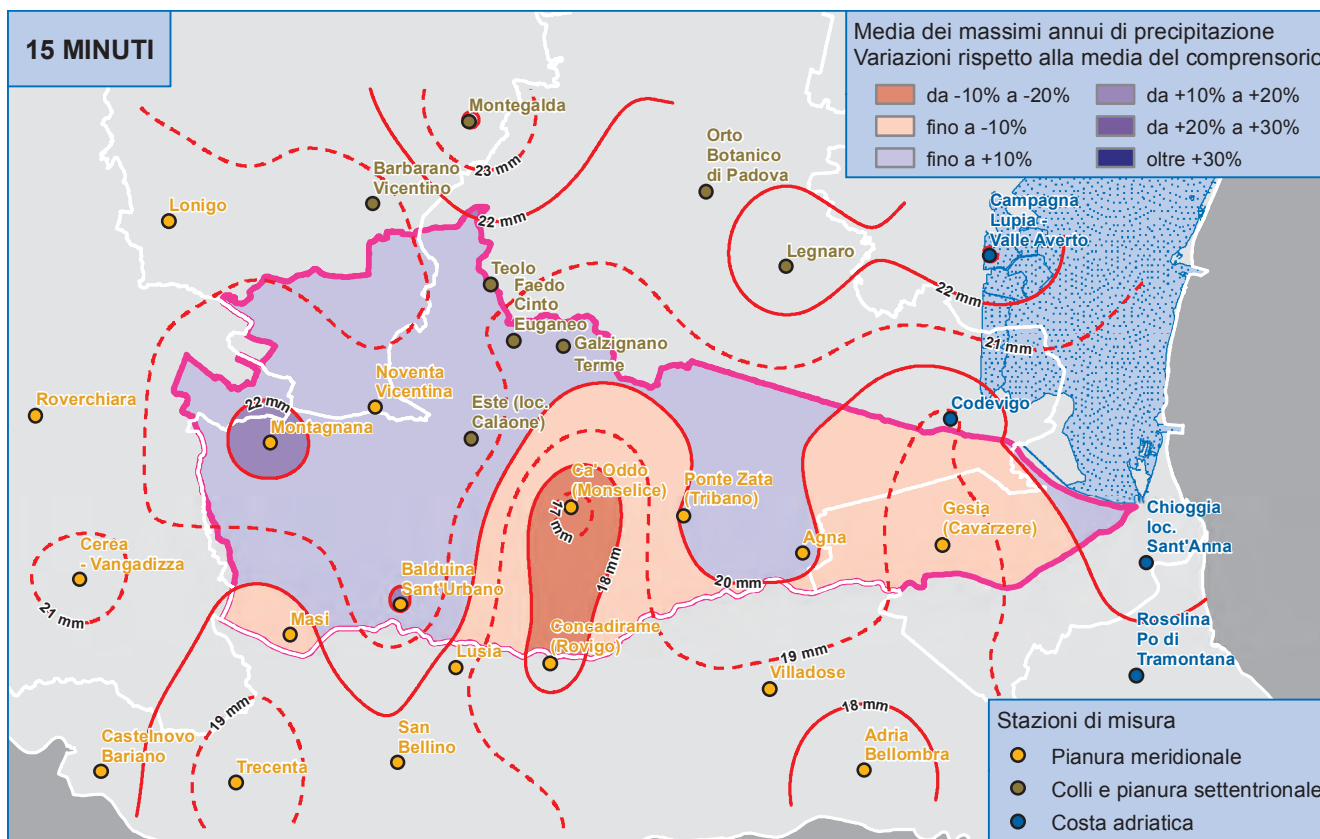 15 MINUTI
Media dei massimi annui di precipitazione
Variazioni rispetto alla media del comprensorio
da -10% a -20%
fino a -10%
fino a +10%
da +10% a +20%
da +20% a +30%
oltre +30%
Montegalda
23 mm
Orto
Botanico
di Padova
Barbarano
Vicentino
Lonigo
22 mm
Campagna
Lupia -
Valle Averto
Legnaro
22 mm
Teolo
Faedo
Cinto
Euganeo
Galzignano
Terme
21 mm
Noventa
Vicentina
Roverchiara
22 mm
Montagnana
Este (loc.
Calaone)
Codevigo
Ca' Oddo
(Monselice)
17 mm
Ponte Zata
(Tribano)
Gesia
(Cavarzere)
Chioggia
loc.
Sant'Anna
Agna
Cerea
- Vangadizza
21 mm
Balduina
Sant'Urbano
18 mm
20 mm
Masi
Concadirame
(Rovigo)
Lusia
19 mm
Villadose
Rosolina
Po di
Tramontana
19 mm
18 mm
Castelnovo
Bariano
Trecenta
San
Bellino
Adria
Bellombra
Stazioni di misura
Pianura meridionale
Colli e pianura settentrionale
Costa adriatica